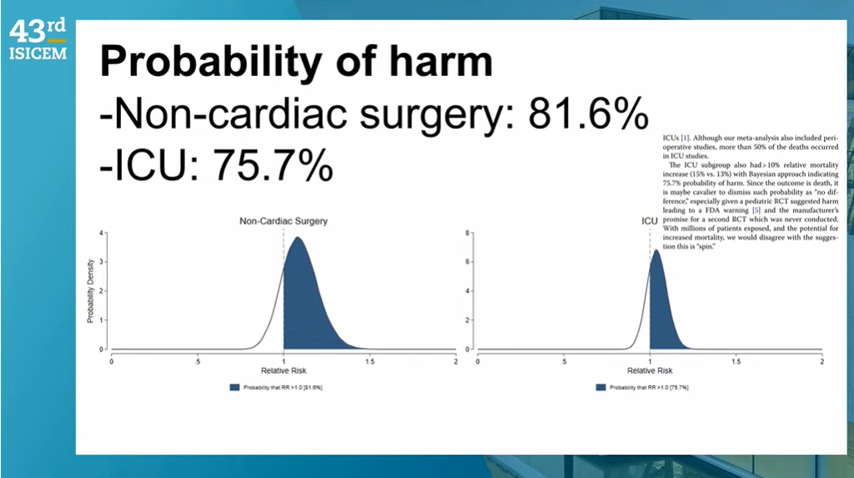 43rd
ISICEM
Probability of harm
-Non-cardiac surgery: 81.6%
-ICU: 75.7%
ICUs [1]. Although our meta-analysis also included peri-
operative studies, more than 50% of the deaths occurred
in ICU studies.
The ICU subgroup also had >10% relative mortality
increase (15% vs. 13%) with Bayesian approach indicating
75.7% probability of harm. Since the outcome is death, it
is maybe cavalier to dismiss such probability as "no dif-
ference," especially given a pediatric RCT suggested harm
leading to a FDA warning [5] and the manufacturer's
promise for a second RCT which was never conducted.
With millions of patients exposed, and the potential for
increased mortality, we would disagree with the sugges-
tion this is "spin."
Non-Cardiac Surgery
Probability Density
4
3
2
1
0
0 .5 1 1.5 2
Relative Risk
Probability that RR >1.0 [81.6%]
ICU
8
6
4
2
0
0 .5 1 1.5 2
Relative Risk
Probability that RR >1.0 [75.7%]